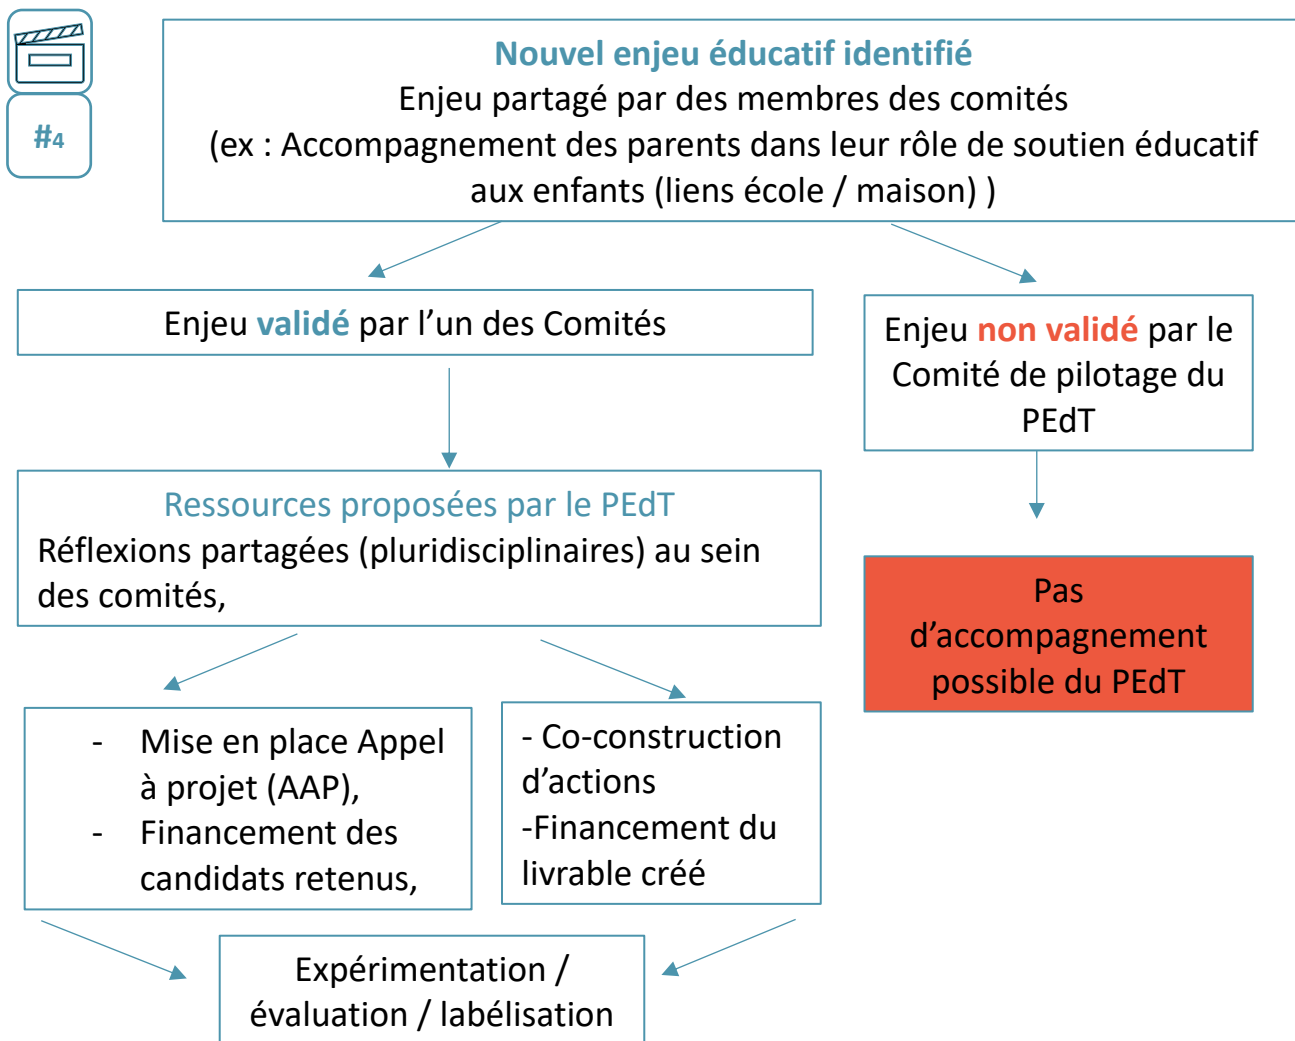 #4
Nouvel enjeu éducatif identifié
Enjeu partagé par des membres des comités
(ex : Accompagnement des parents dans leur rôle de soutien éducatif
aux enfants (liens école / maison) )
Enjeu validé par l’un des Comités
Enjeu non validé par le
Comité de pilotage du
PEdT
Ressources proposées par le PEdT
Réflexions partagées (pluridisciplinaires) au sein
des comités,
Pas
d’accompagnement
possible du PEdT
- Mise en place Appel
à projet (AAP),
- Financement des
candidats retenus,
- Co-construction
d’actions
-Financement du
livrable créé
Expérimentation /
évaluation / labélisation